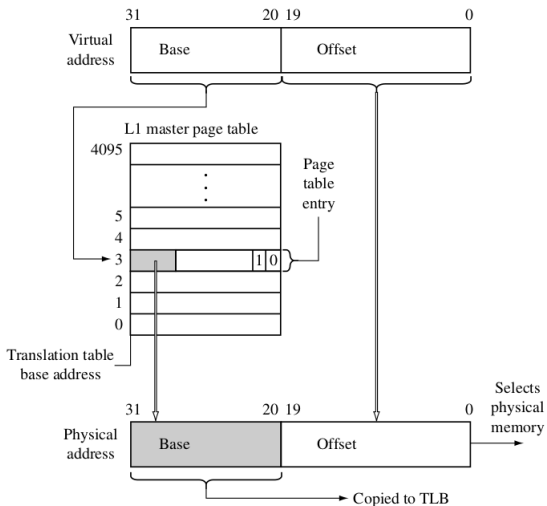 31 20 19 0
Virtual
address
Base Offset
L1 master page table
4095
Page
table
entry
5
4
3 1 0
2
1
0
Translation table
base address
Selects
physical
memory
31 20 19 0
Physical
address
Base Offset
Copied to TLB